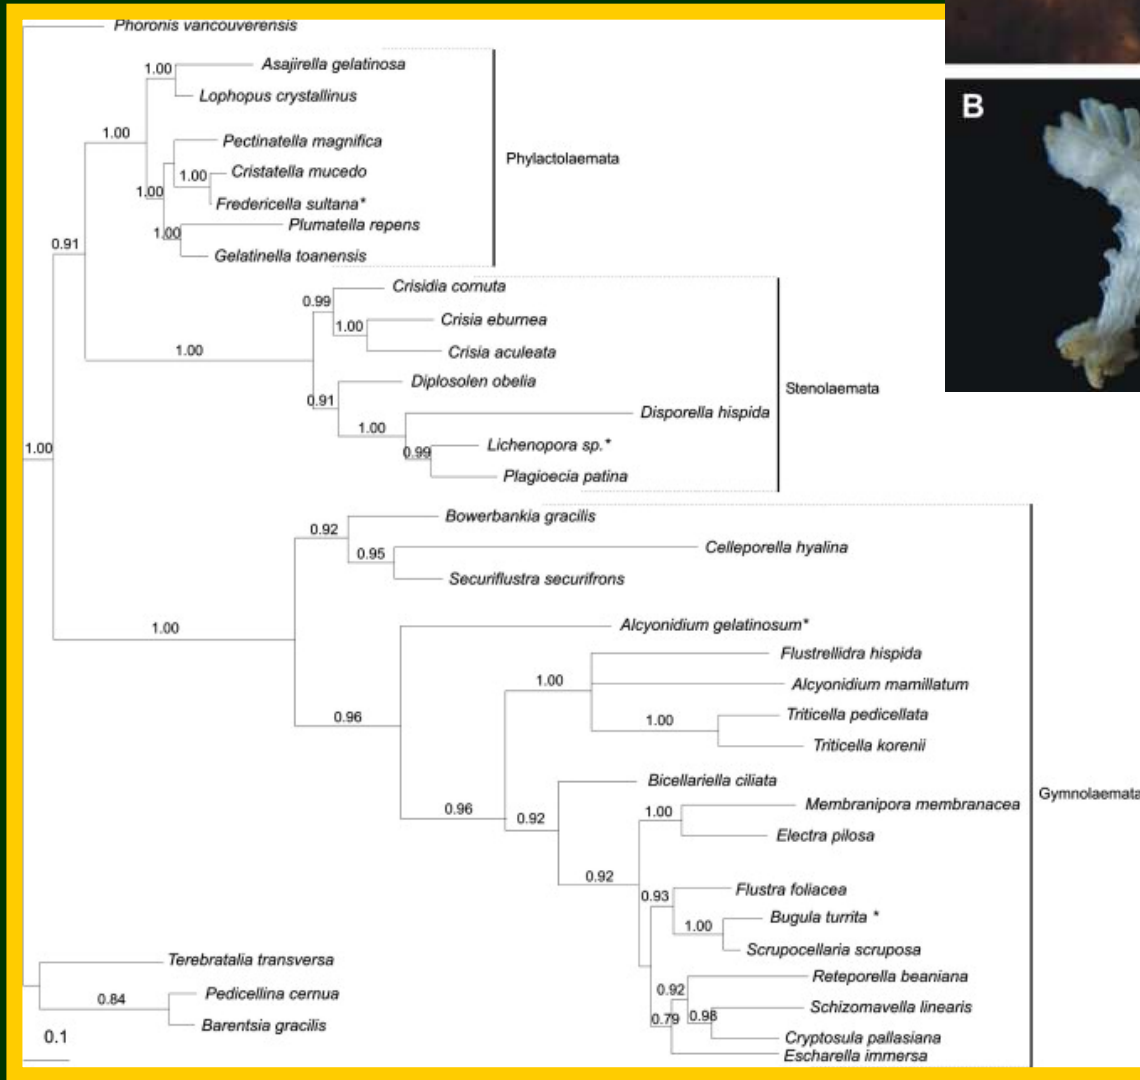 Phoronis vancouverensis
B
1.00
Asajirella gelatinosa
Lophopus crystallinus
1.00
Pectinatella magnifica
Phylactolaemata
1.00
Cristatella mucedo
1.00
Fredericella sultana*
Plumatella repens
1.00
0.91
Gelatinella toanensis
Crisidia cornuta
0.99
Crisia eburnea
1.00
1.00
Crisia aculeata
Diplosolen obelia
Stenolaemata
0.91
Disporella hispida
1.00
Lichenopora sp.*
1.00
0.99
Plagioecia patina
Bowerbankia gracilis
0.92
Celleporella hyalina
0.95
Securiflustra securifrons
1.00
Alcyonidium gelatinosum*
Flustrellidra hispida
1.00
Alcyonidium mamillatum
0.96
Triticella pedicellata
1.00
Triticella korenii
Bicellariella ciliata
Gymnolaemata
0.96
Membranipora membranacea
1.00
0.92
Electra pilosa
0.92
Flustra foliacea
0.93
Bugula turrita *
1.00
Scrupocellaria scruposa
Terebratalia transversa
Reteporella beaniana
0.92
Pedicellina cernua
0.84
Schizomavella linearis
0.79
0.98
Barentsia gracilis
Cryptosula pallasiana
0.1
Escharella immersa